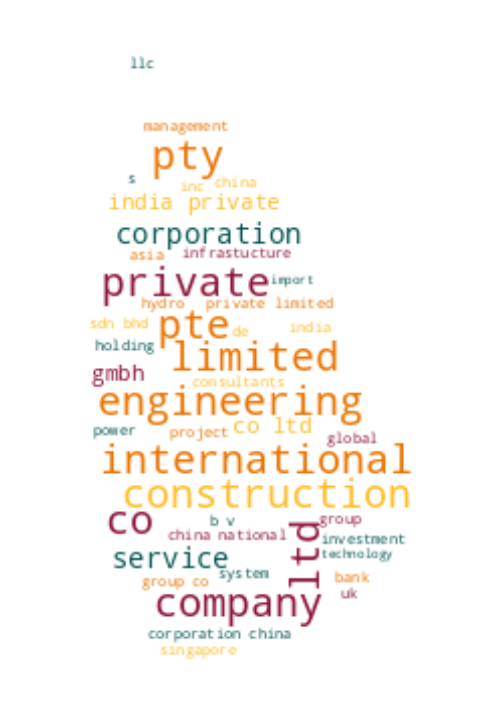 llc
management
pty
s
inc china
india private
corporation
asia infrastucture
private import
hydro private limited
sdn bhd pte de india
holding limited
gmbh consultants
engineering
power project co ltd global
international
construction
co b v ltd group
china national investment
service technology
group co system bank
company uk
corporation china
singapore